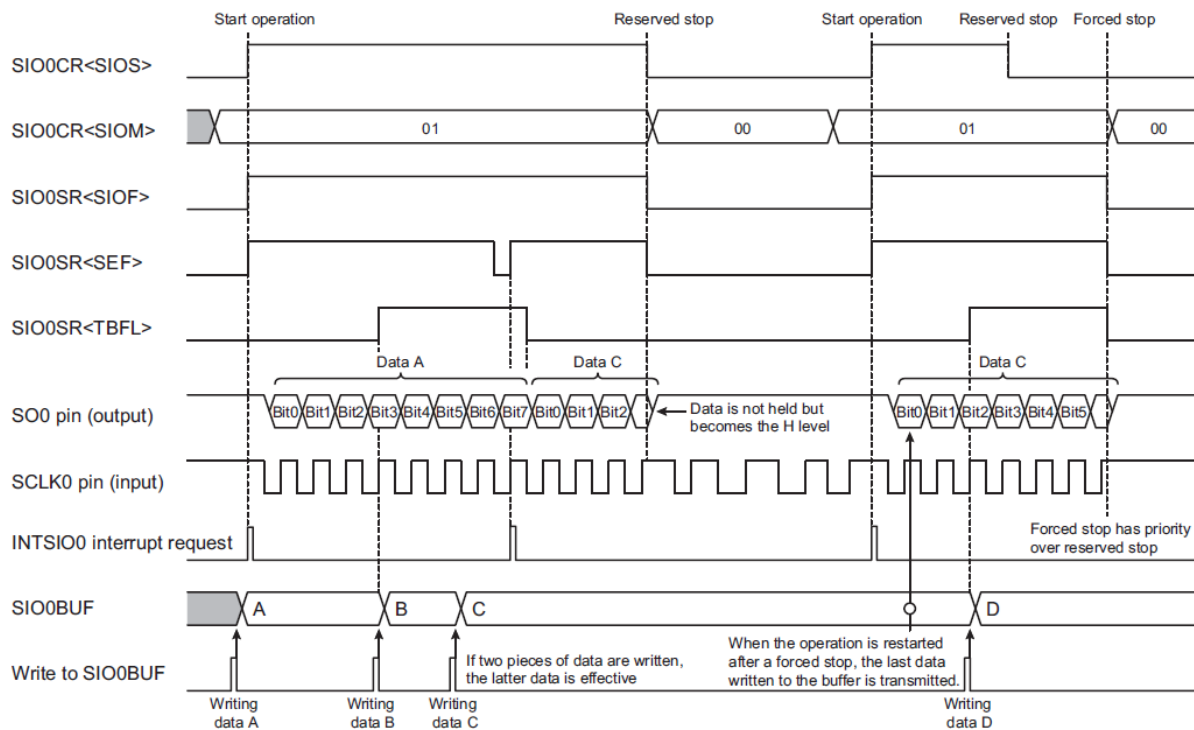 Start operation Reserved stop Start operation Reserved stop Forced stop
SIO0CR<SIOS>
SIO0CR<SIOM> 01 00 01 00
SIO0SR<SIOF>
SIO0SR<SEF>
SIO0SR<TBFL>
Data A Data C Data C
SO0 pin (output) Bit0 Bit1 Bit2 Bit3 Bit4 Bit5 Bit6 Bit7 Bit0 Bit1 Bit2 Bit0 Bit1 Bit2 Bit3 Bit4 Bit5
Data is not held but
becomes the H level
SCLK0 pin (input)
INTSIO0 interrupt request
Forced stop has priority
over reserved stop
SIO0BUF A B C D
Write to SIO0BUF
If two pieces of data are written,
the latter data is effective
When the operation is restarted
after a forced stop, the last data
written to the buffer is transmitted.
Writing
data A
Writing
data B
Writing
data C
Writing
data D